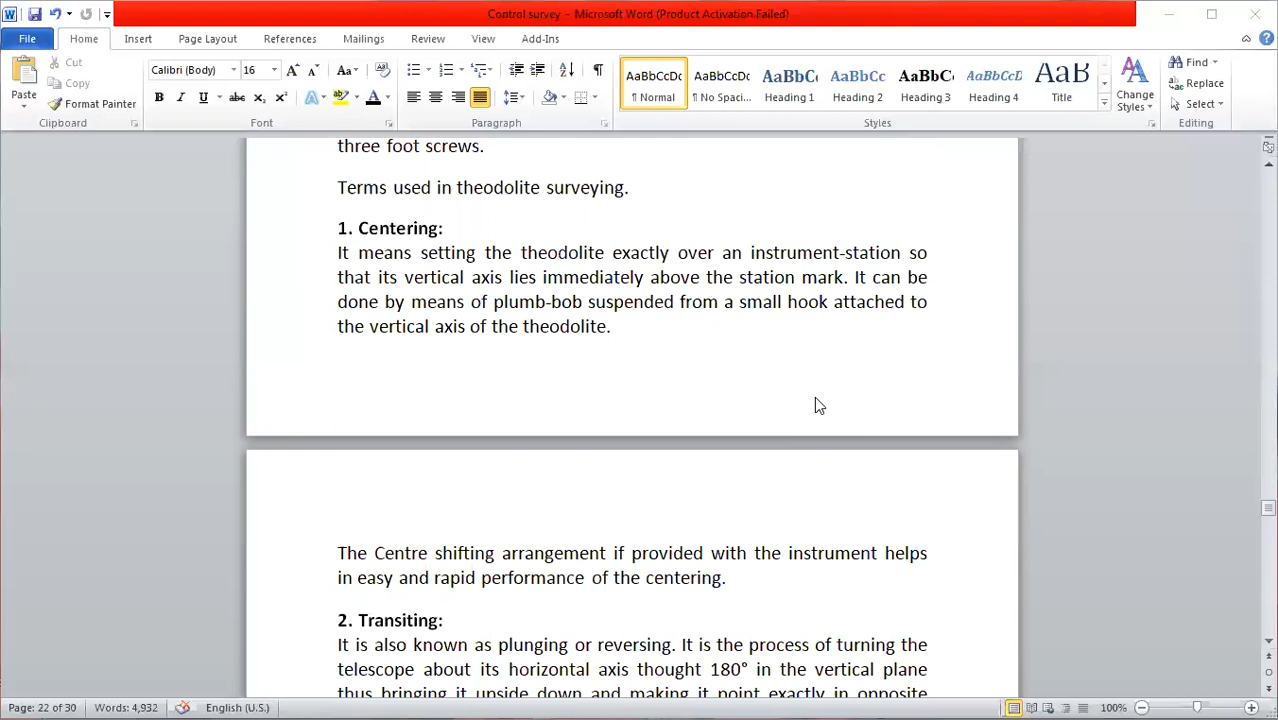 Control survey - Microsoft Word (Product Activation Failed)
File Home Insert Page Layout References Mailings Review View Add-Ins
Paste
Cut
Copy
Format Painter
Clipboard
Calibri (Body) 16
Font
Paragraph
AaBbCcDc AaBbCcDc AaBbC AaBbCc AaBbCc AaBbCcD AaB
¶ Normal ¶ No Spaci... Heading 1 Heading 2 Heading 3 Heading 4 Title
Change Styles
Styles
Find
Replace
Select
Editing
three foot screws.
Terms used in theodolite surveying.
1. Centering:
It means setting the theodolite exactly over an instrument-station so
that its vertical axis lies immediately above the station mark. It can be
done by means of plumb-bob suspended from a small hook attached to
the vertical axis of the theodolite.
The Centre shifting arrangement if provided with the instrument helps
in easy and rapid performance of the centering.
2. Transiting:
It is also known as plunging or reversing. It is the process of turning the
telescope about its horizontal axis thought 180° in the vertical plane
thus bringing it upside down and making it point exactly in opposite
Page: 22 of 30 Words: 4,932 English (U.S.) 100%